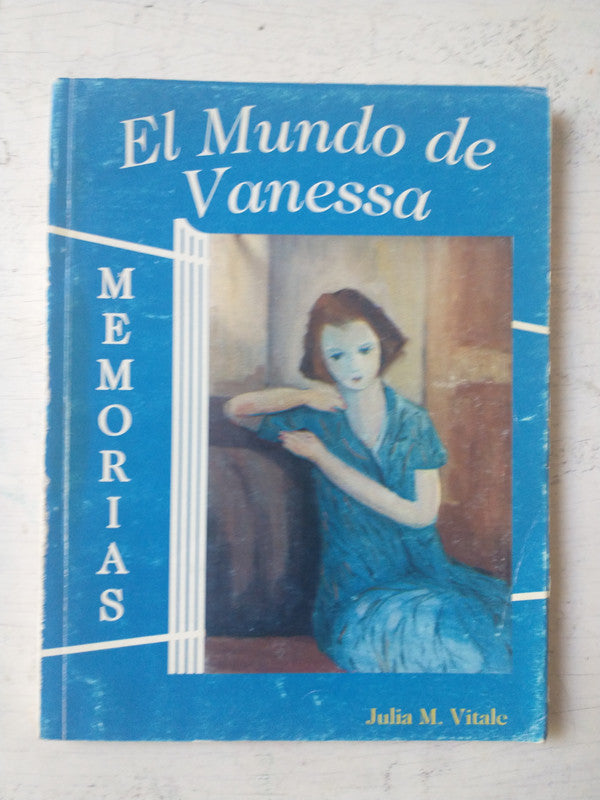 El Mundo de
Vanessa
MEMORIAS
Julia M. Vitale